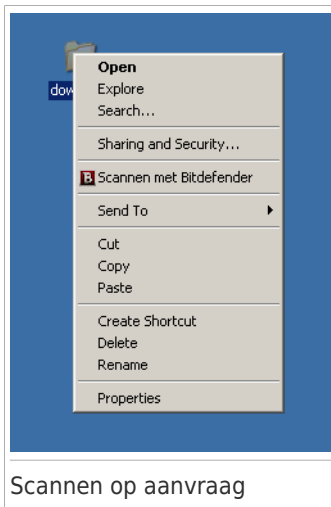 Open
Explore
Search...
Sharing and Security...
B Scannen met Bitdefender
Send To
Cut
Copy
Paste
Create Shortcut
Delete
Rename
Properties
Scannen op aanvraag